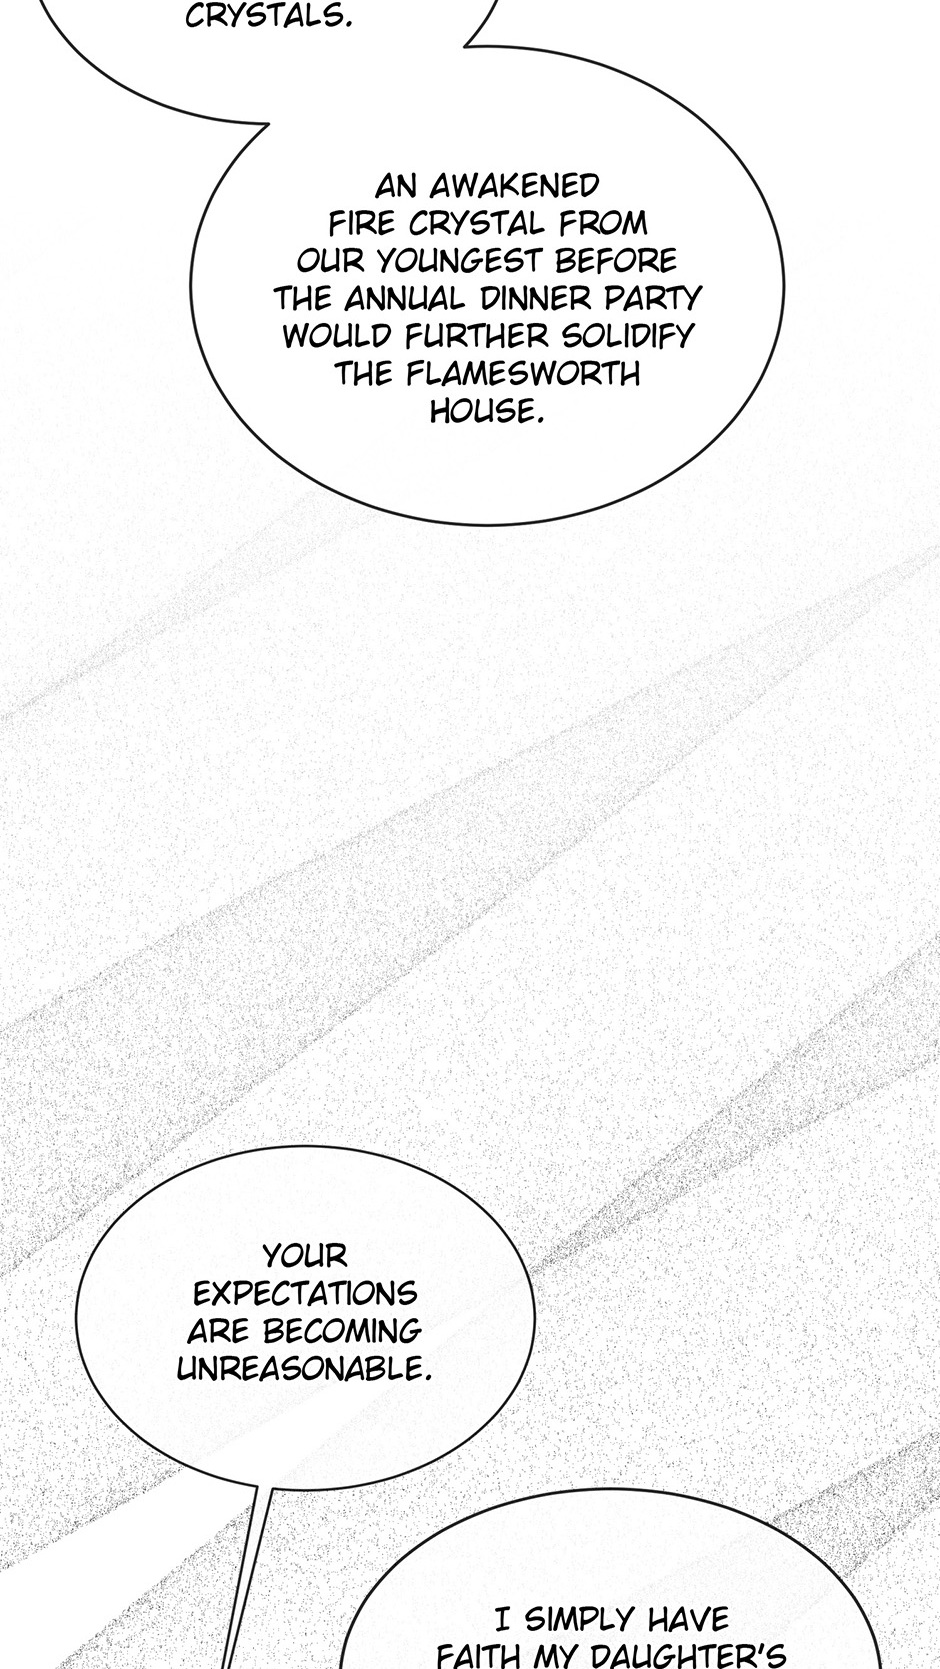 CRYSTALS.
AN AWAKENED
FIRE CRYSTAL FROM
OUR YOUNGEST BEFORE
THE ANNUAL DINNER PARTY
WOULD FURTHER SOLIDIFY
THE FLAMESWORTH
HOUSE.
YOUR
EXPECTATIONS
ARE BECOMING
UNREASONABLE.
I SIMPLY HAVE
FAITH MY DAUGHTER'S